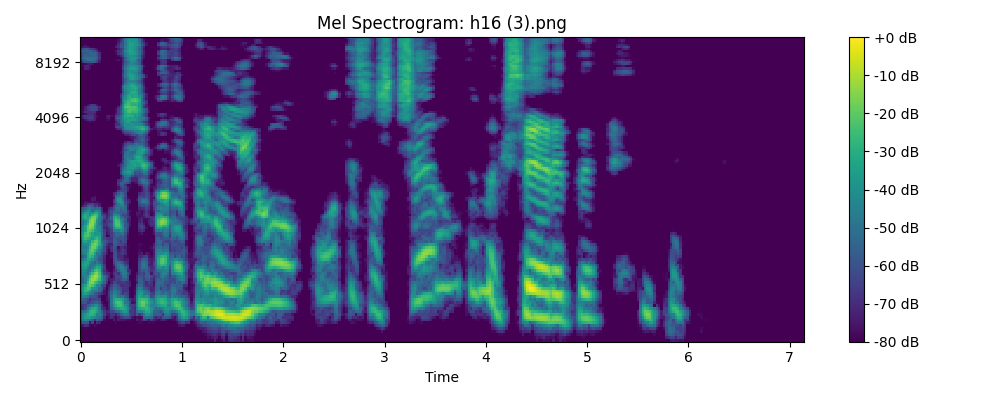 Mel Spectrogram: h16 (3).png
Hz
8192
4096
2048
1024
512
0
0 1 2 3 4 5 6 7
Time
+0 dB
-10 dB
-20 dB
-30 dB
-40 dB
-50 dB
-60 dB
-70 dB
-80 dB